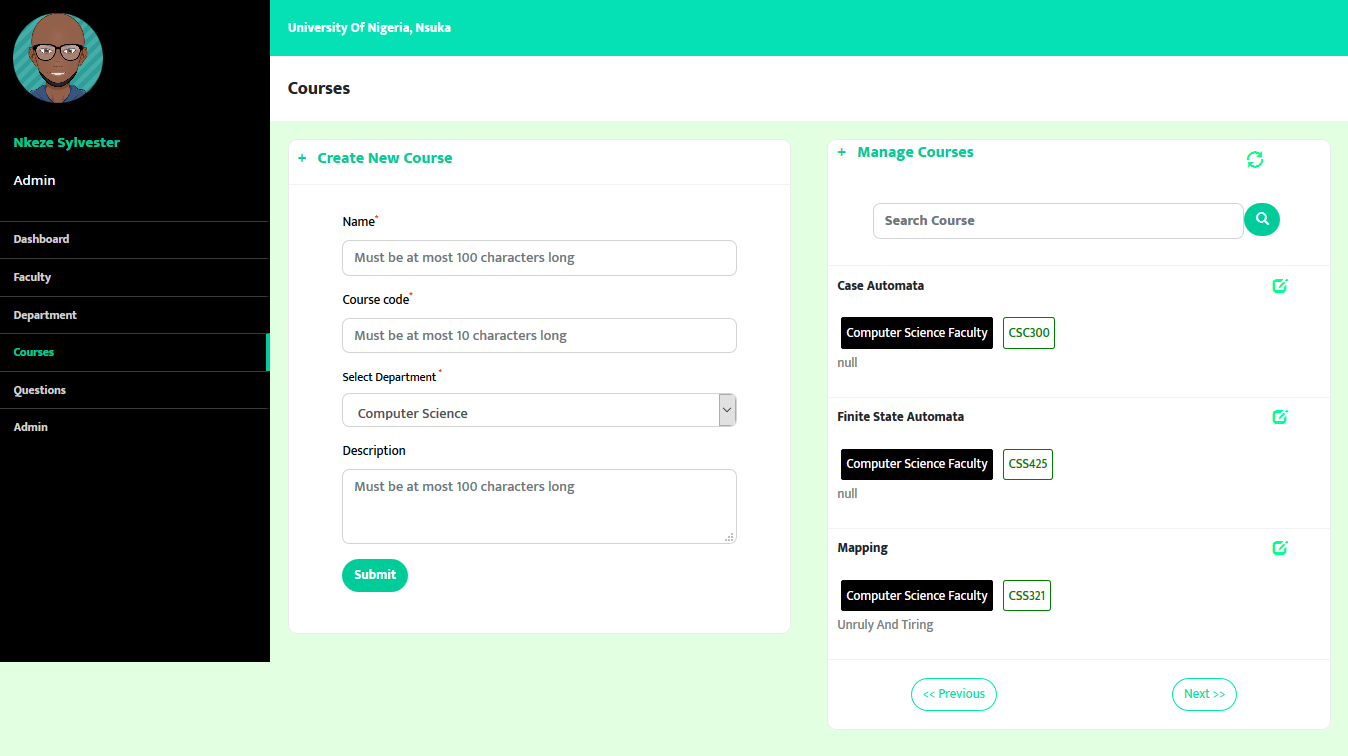 Nkeze Sylvester
Admin
Dashboard
Faculty
Department
Courses
Questions
Admin
University Of Nigeria, Nsuka
Courses
+ Create New Course
Name*
Must be at most 100 characters long
Course code*
Must be at most 10 characters long
Select Department *
Computer Science
Description
Must be at most 100 characters long
Submit
+ Manage Courses
Search Course
Case Automata
Computer Science Faculty CSC300
null
Finite State Automata
Computer Science Faculty CSS425
null
Mapping
Computer Science Faculty CSS321
Unruly And Tiring
<< Previous Next >>